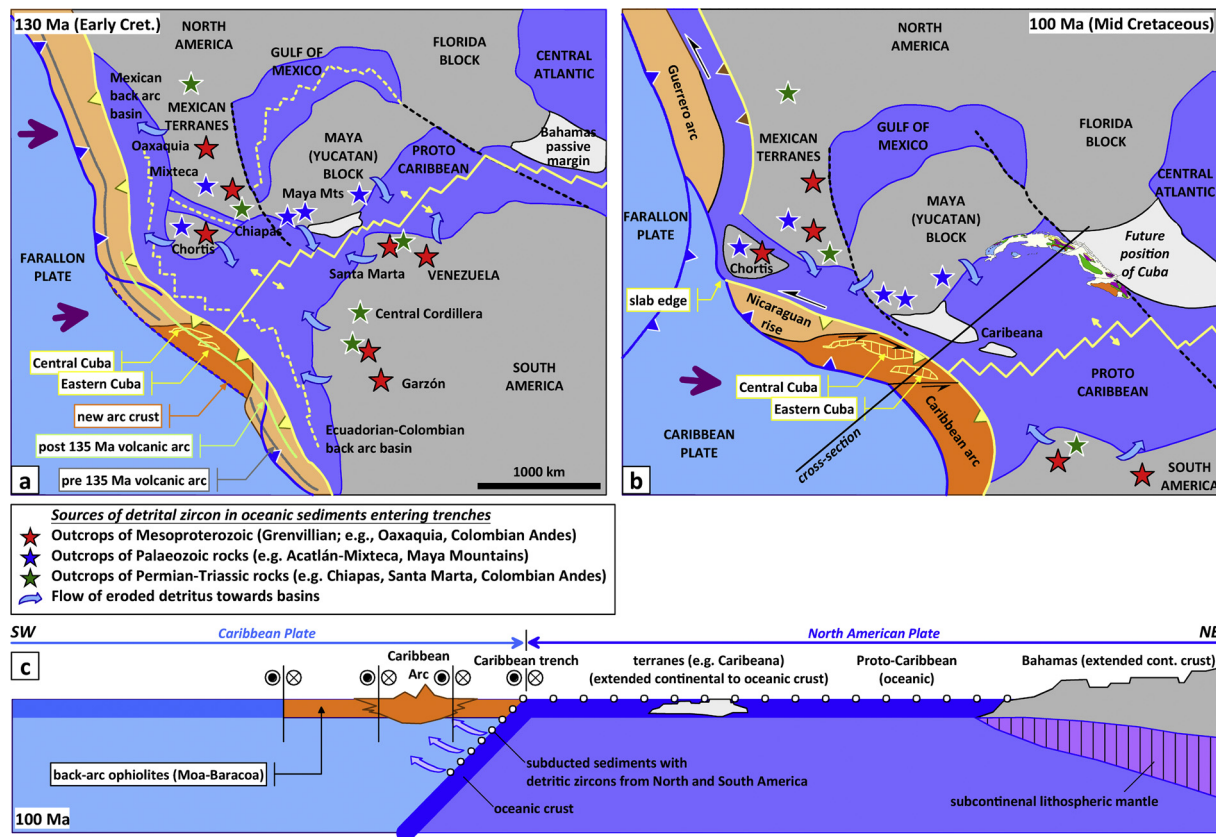 130 Ma (Early Cret.)
NORTH
AMERICA
GULF OF
MEXICO
FLORIDA
BLOCK
CENTRAL
ATLANTIC
Mexican
back arc
basin
MEXICAN
TERRANES
Oaxaquia
Mixteca
MAYA
(YUCATAN)
BLOCK
PROTO
CARIBBEAN
Bahamas
passive
margin
Maya Mts
Chiapas
Chortis
FARALLON
PLATE
Santa Marta
VENEZUELA
Central Cordillera
Central Cuba
Eastern Cuba
Garzón
SOUTH
AMERICA
new arc crust
post 135 Ma volcanic arc
Ecuadorian-Colombian
back arc basin
pre 135 Ma volcanic arc
1000 km
a
100 Ma (Mid Cretaceous)
NORTH
AMERICA
Guerrero arc
MEXICAN
TERRANES
GULF OF
MEXICO
FLORIDA
BLOCK
CENTRAL
ATLANTIC
FARALLON
PLATE
MAYA
(YUCATAN)
BLOCK
Future
position
of Cuba
Chortis
slab edge
Nicaraguan
rise
Caribeana
Central Cuba
Eastern Cuba
PROTO
CARIBBEAN
CARIBBEAN
PLATE
cross-section
Caribbean arc
SOUTH
AMERICA
b
Sources of detrital zircon in oceanic sediments entering trenches
Outcrops of Mesoproterozoic (Grenvillian; e.g., Oaxaquia, Colombian Andes)
Outcrops of Palaeozoic rocks (e.g. Acatlán-Mixteca, Maya Mountains)
Outcrops of Permian-Triassic rocks (e.g. Chiapas, Santa Marta, Colombian Andes)
Flow of eroded detritus towards basins
SW
Caribbean Plate
North American Plate
NE
c
Caribbean
Arc
Caribbean trench
terranes (e.g. Caribeana)
(extended continental to oceanic crust)
Proto-Caribbean
(oceanic)
Bahamas (extended cont. crust)
back-arc ophiolites (Moa-Baracoa)
subducted sediments with
detritic zircons from North and South America
oceanic crust
subcontinenal lithospheric mantle
100 Ma